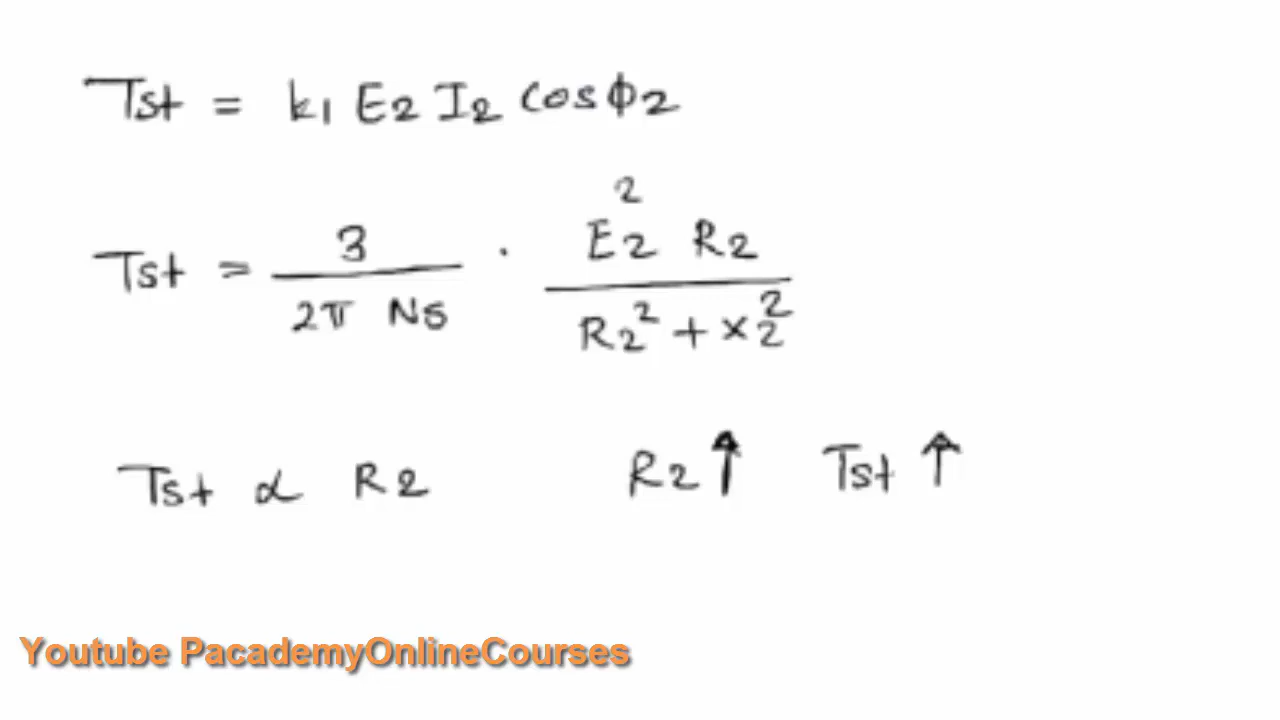 Tst = k1 E2 I2 cosϕ2
Tst = 3 / 2π Ns · E2² R2 / R2² + x2²
Tst ∝ R2 R2 ↑ Tst ↑
Youtube PacademyOnlineCourses